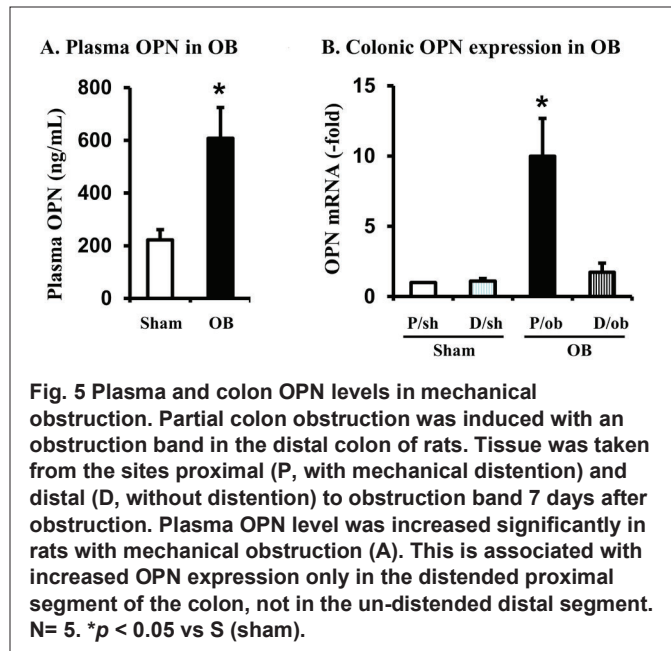 A. Plasma OPN in OB
B. Colonic OPN expression in OB
Plasma OPN (ng/mL)
800
600
400
200
0
*
Sham OB
OPN mRNA (-fold)
15
10
5
0
*
P/sh D/sh P/ob D/ob
Sham OB
Fig. 5 Plasma and colon OPN levels in mechanical
obstruction. Partial colon obstruction was induced with an
obstruction band in the distal colon of rats. Tissue was taken
from the sites proximal (P, with mechanical distention) and
distal (D, without distention) to obstruction band 7 days after
obstruction. Plasma OPN level was increased significantly in
rats with mechanical obstruction (A). This is associated with
increased OPN expression only in the distended proximal
segment of the colon, not in the un-distended distal segment.
N= 5. *p < 0.05 vs S (sham).